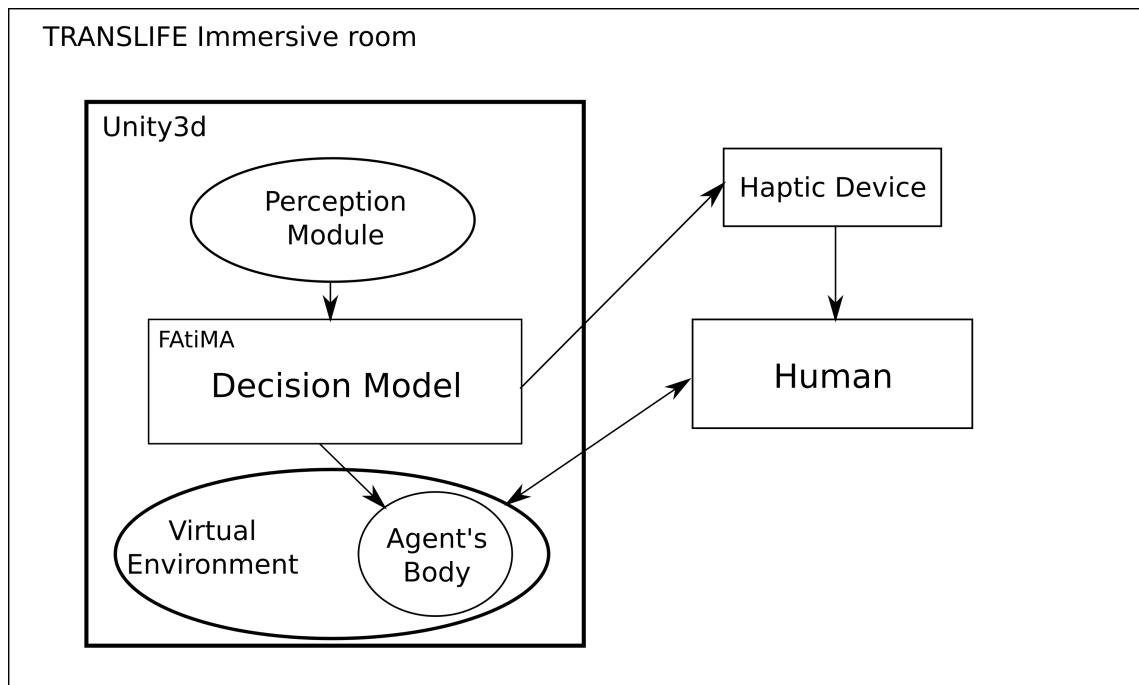 TRANSLIFE Immersive room
Unity3d
Perception
Module
Haptic Device
FAtiMA
Decision Model
Human
Virtual
Environment
Agent's
Body